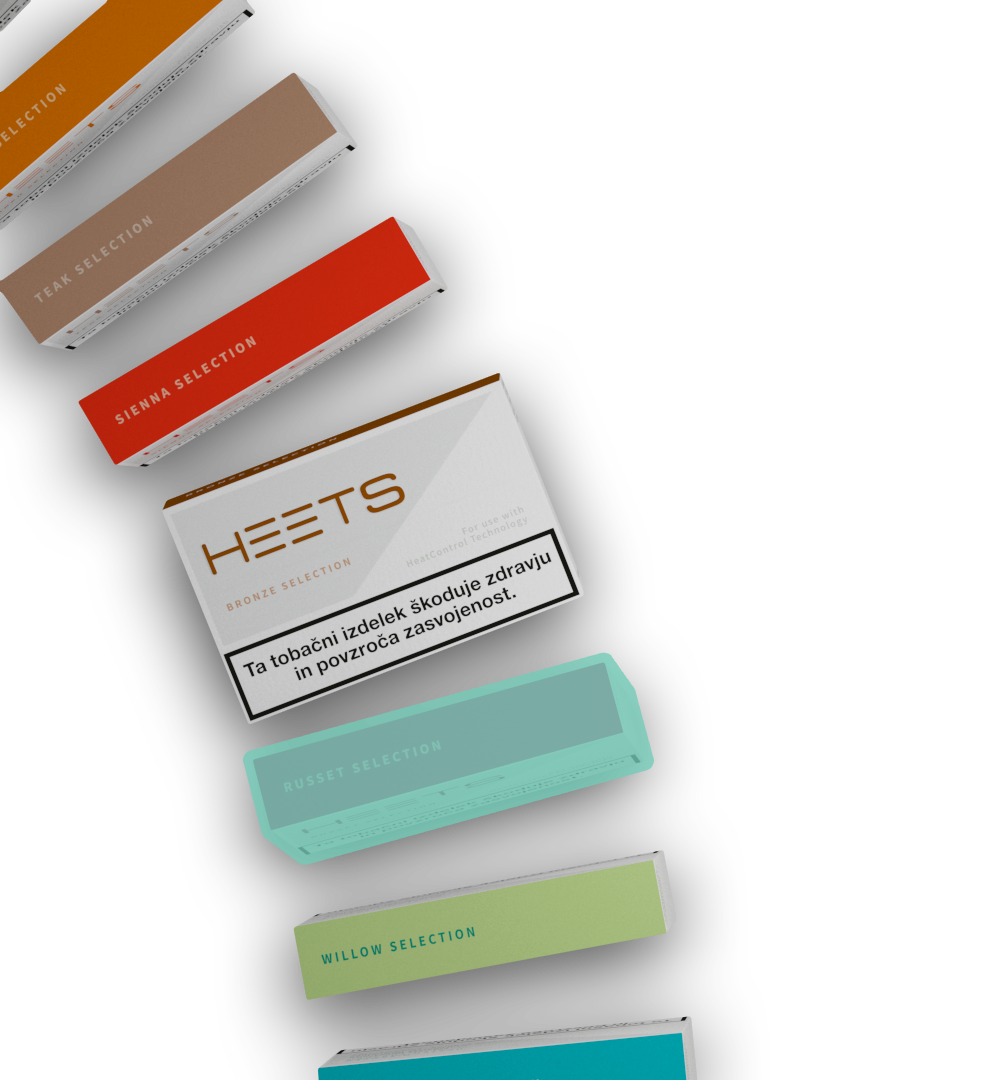 SELECTION
TEAK SELECTION
SIENNA SELECTION
BRONZE SELECTION
HEETS
BRONZE SELECTION
For use with
HeatControl Technology
Ta tobačni izdelek škoduje zdravju
in povzroča zasvojenost.
RUSSET SELECTION
WILLOW SELECTION